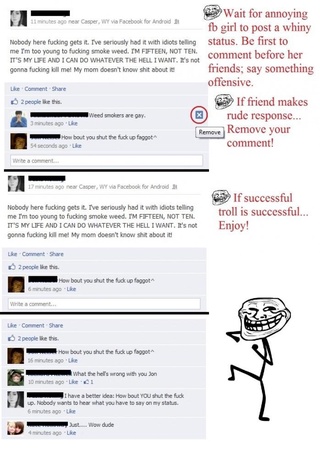 11 minutes ago near Casper, WY via Facebook for Android
Nobody here fucking gets it. I've seriously had it with idiots telling
me I'm too young to fucking smoke weed. I'M FIFTEEN, NOT TEN.
IT'S MY LIFE AND I CAN DO WHATEVER THE HELL I WANT. It's not
gonna fucking kill me! My mom doesn't know shit about it!
Like · Comment · Share
2 people like this.
Weed smokers are gay.
3 minutes ago · Like
Remove
How bout you shut the fuck up faggot^
54 seconds ago · Like
Write a comment...
Wait for annoying
fb girl to post a whiny
status. Be first to
comment before her
friends; say something
offensive.
If friend makes
rude response...
Remove your
comment!
17 minutes ago near Casper, WY via Facebook for Android
Nobody here fucking gets it. I've seriously had it with idiots telling
me I'm too young to fucking smoke weed. I'M FIFTEEN, NOT TEN.
IT'S MY LIFE AND I CAN DO WHATEVER THE HELL I WANT. It's not
gonna fucking kill me! My mom doesn't know shit about it!
Like · Comment · Share
2 people like this.
How bout you shut the fuck up faggot^
6 minutes ago · Like
Write a comment...
If successful
troll is successful...
Enjoy!
Like · Comment · Share
2 people like this.
How bout you shut the fuck up faggot^
16 minutes ago · Like
What the hell's wrong with you Jon
10 minutes ago · Like · 1
I have a better idea: How bout YOU shut the fuck
up. Nobody wants to hear what you have to say on my status.
6 minutes ago · Like
Just.... Wow dude
4 minutes ago · Like